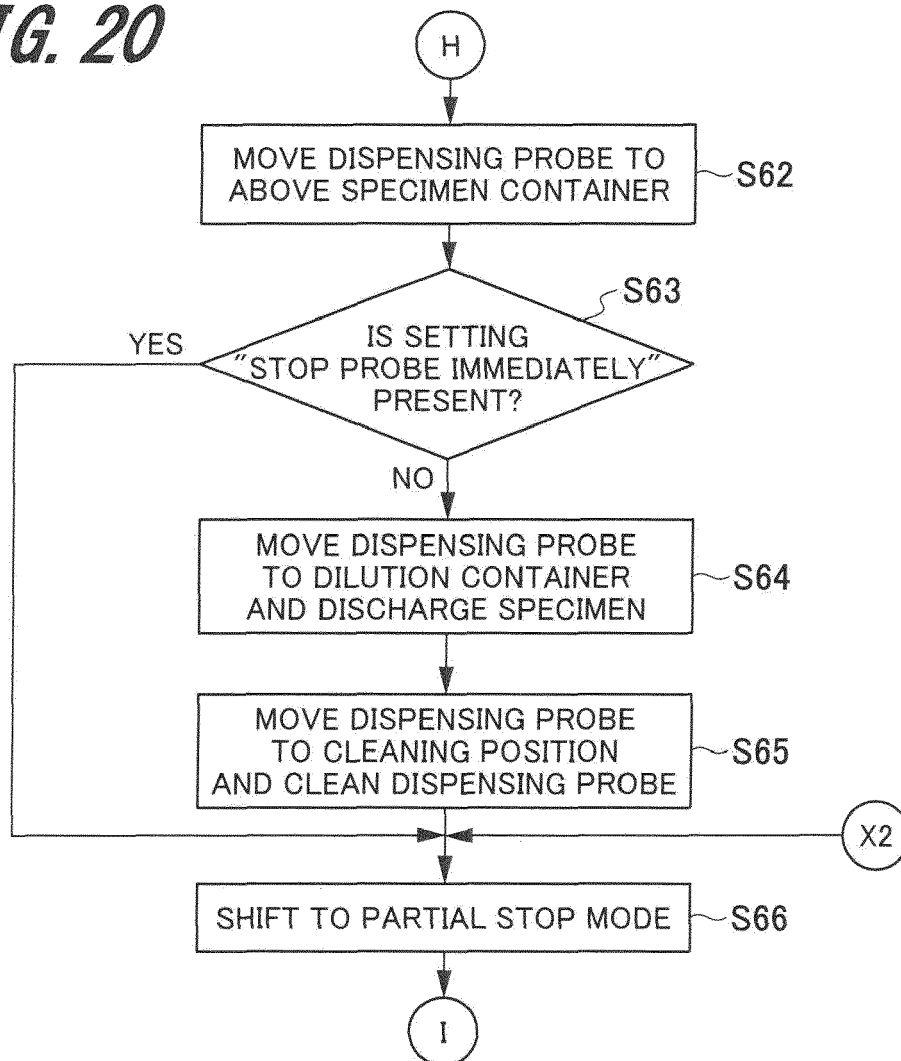 FIG. 20
H
MOVE DISPENSING PROBE TO
ABOVE SPECIMEN CONTAINER
S62
S63
IS SETTING
"STOP PROBE IMMEDIATELY"
PRESENT?
YES
NO
MOVE DISPENSING PROBE
TO DILUTION CONTAINER
AND DISCHARGE SPECIMEN
S64
MOVE DISPENSING PROBE
TO CLEANING POSITION
AND CLEAN DISPENSING PROBE
S65
X2
SHIFT TO PARTIAL STOP MODE
S66
I